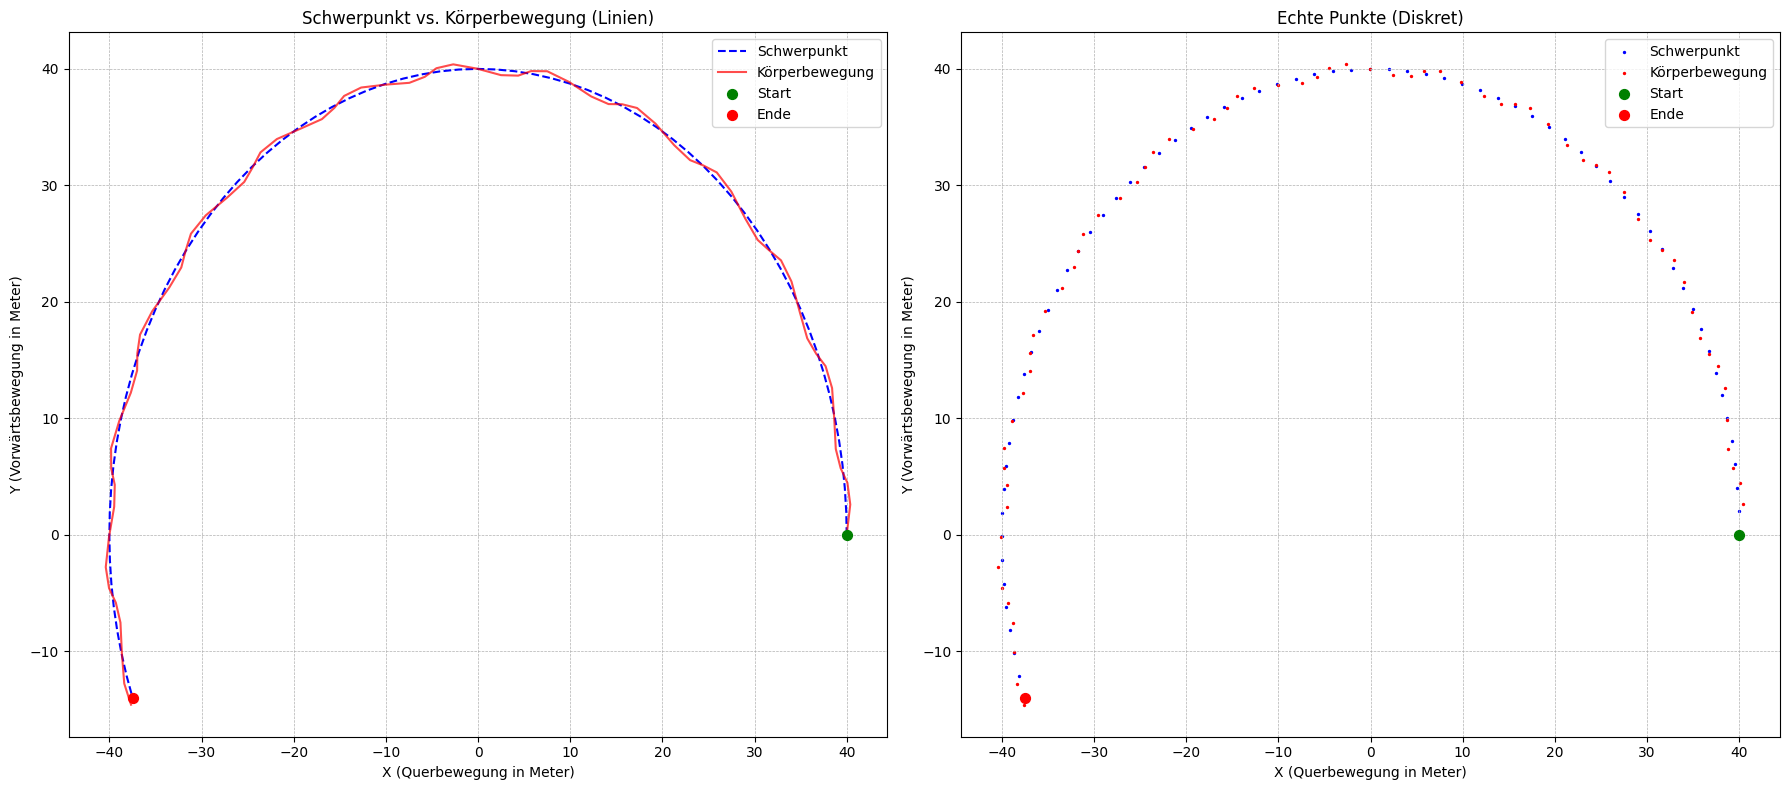 Schwerpunkt vs. Körperbewegung (Linien)
Schwerpunkt
Körperbewegung
Start
Ende
40
30
20
10
0
−10
Y (Vorwärtsbewegung in Meter)
−40 −30 −20 −10 0 10 20 30 40
X (Querbewegung in Meter)
Echte Punkte (Diskret)
Schwerpunkt
Körperbewegung
Start
Ende
40
30
20
10
0
−10
Y (Vorwärtsbewegung in Meter)
−40 −30 −20 −10 0 10 20 30 40
X (Querbewegung in Meter)